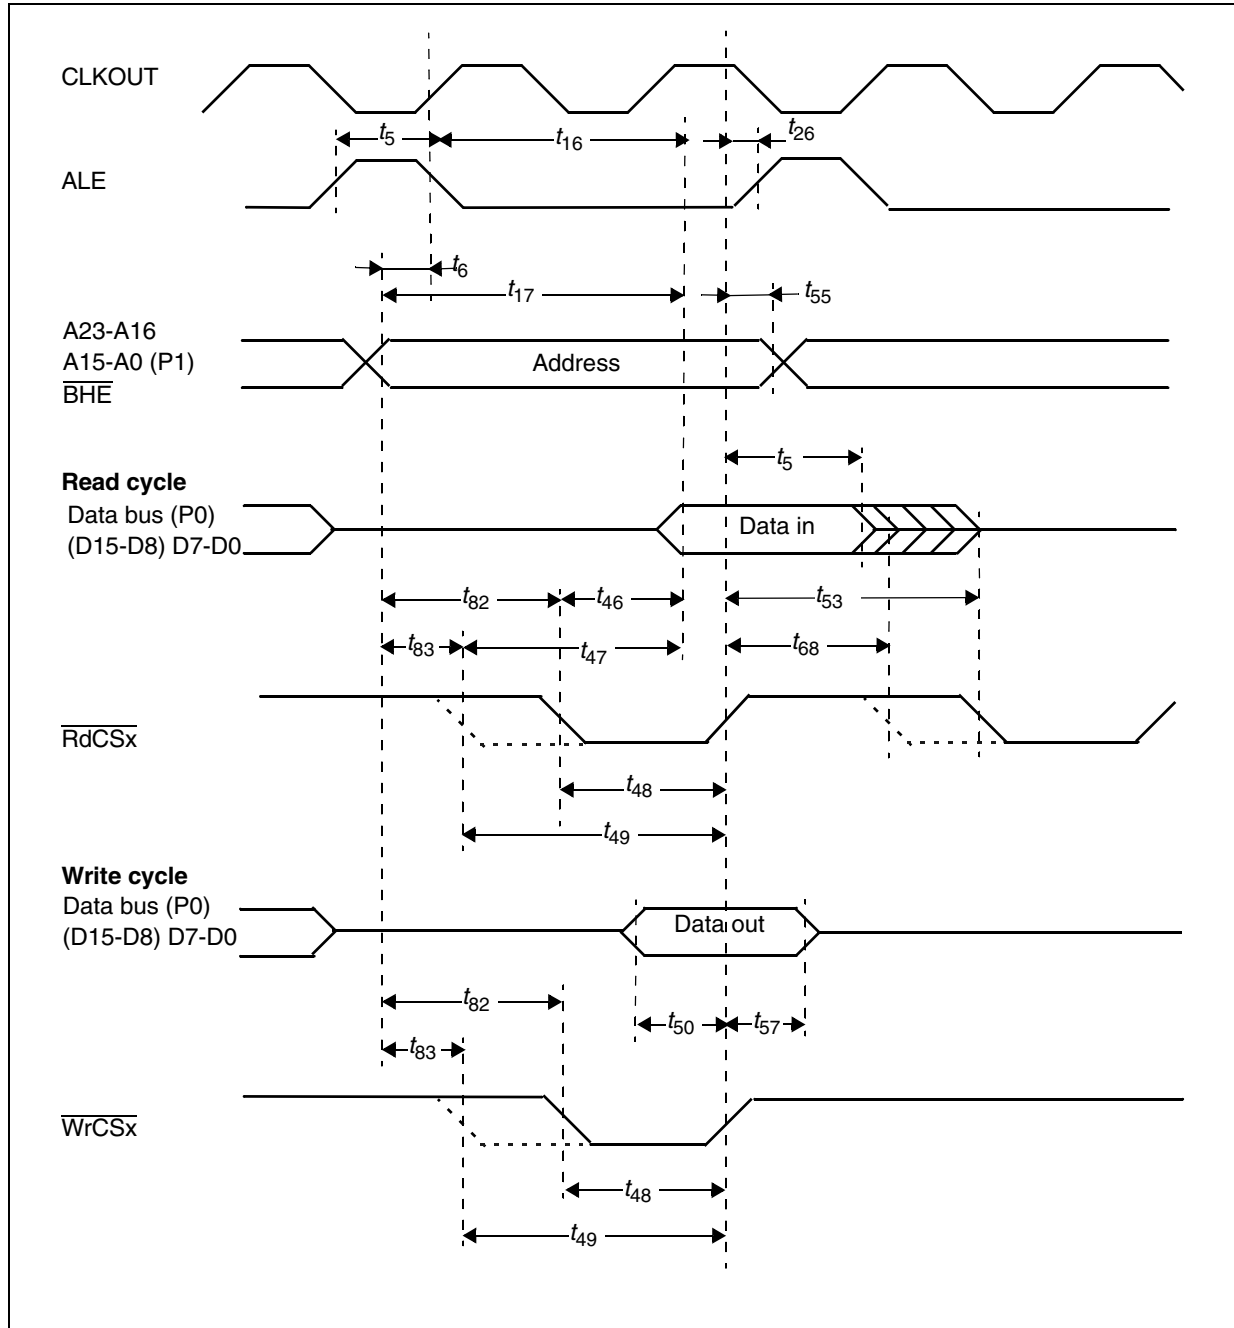 CLKOUT
t5
t16
t26
ALE
t6
t17
t55
A23-A16
A15-A0 (P1)
BHE
Address
t5
Read cycle
Data bus (P0)
(D15-D8) D7-D0
Data in
t82
t46
t53
t83
t47
t68
RdCSx
t48
t49
Write cycle
Data bus (P0)
(D15-D8) D7-D0
Data out
t82
t50
t57
t83
WrCSx
t48
t49